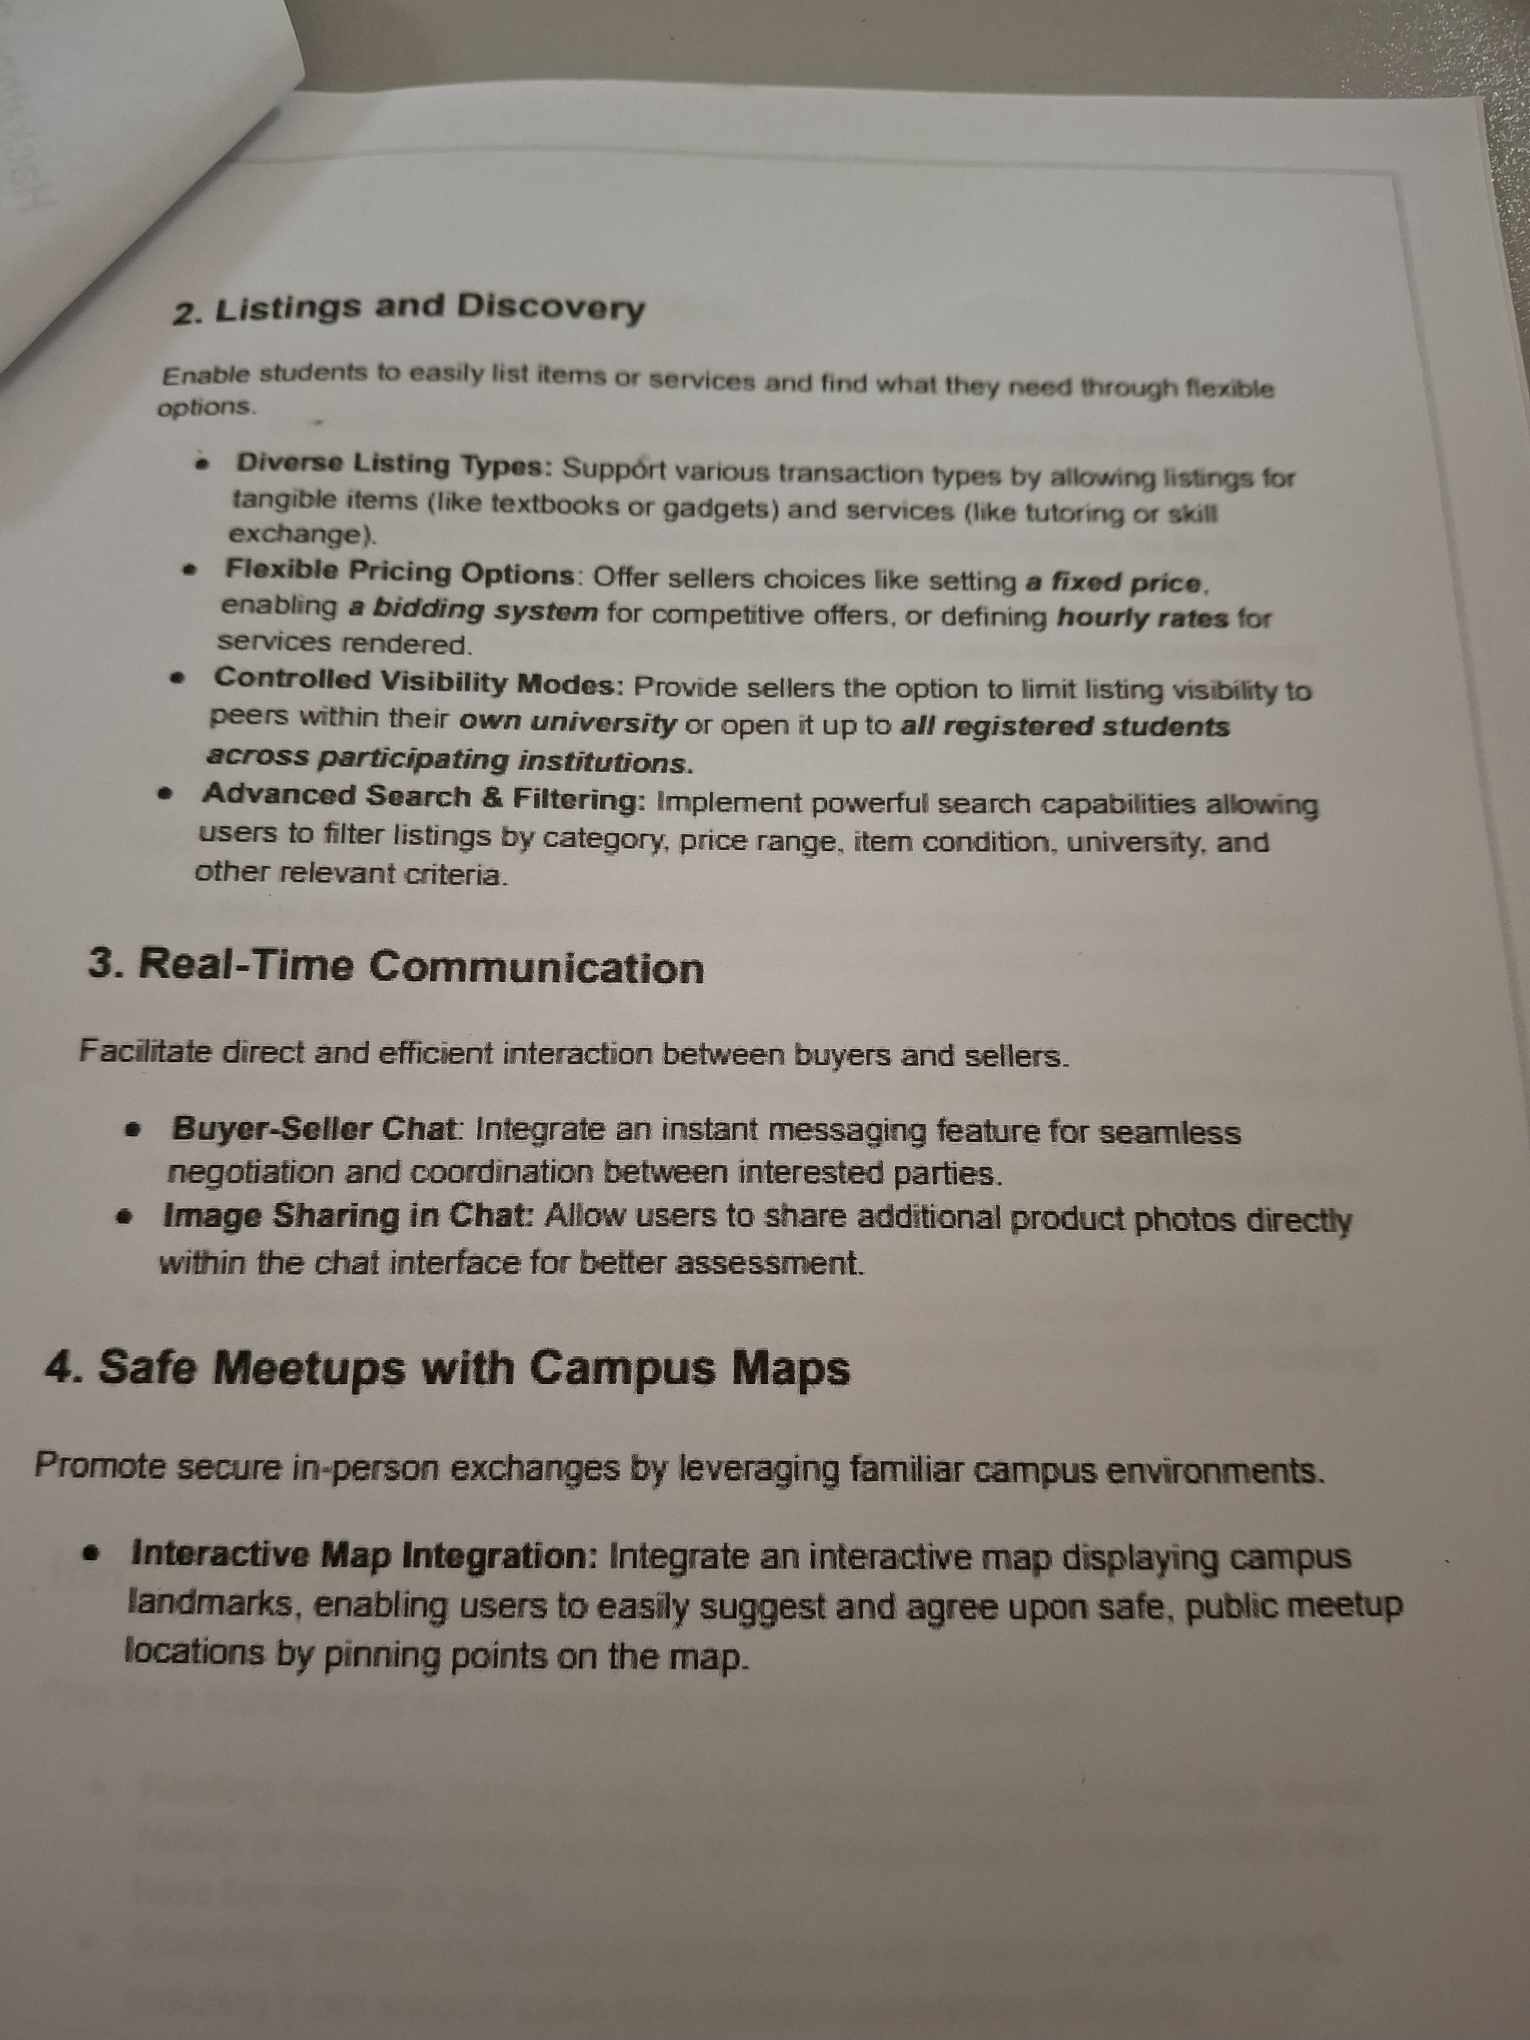 2. Listings and Discovery
Enable students to easily list items or services and find what they need through flexible
options.
• Diverse Listing Types: Support various transaction types by allowing listings for
tangible items (like textbooks or gadgets) and services (like tutoring or skill
exchange).
• Flexible Pricing Options: Offer sellers choices like setting a fixed price,
enabling a bidding system for competitive offers, or defining hourly rates for
services rendered.
• Controlled Visibility Modes: Provide sellers the option to limit listing visibility to
peers within their own university or open it up to all registered students
across participating institutions.
• Advanced Search & Filtering: Implement powerful search capabilities allowing
users to filter listings by category, price range, item condition, university, and
other relevant criteria.
3. Real-Time Communication
Facilitate direct and efficient interaction between buyers and sellers.
• Buyer-Seller Chat: Integrate an instant messaging feature for seamless
negotiation and coordination between interested parties.
• Image Sharing in Chat: Allow users to share additional product photos directly
within the chat interface for better assessment.
4. Safe Meetups with Campus Maps
Promote secure in-person exchanges by leveraging familiar campus environments.
• Interactive Map Integration: Integrate an interactive map displaying campus
landmarks, enabling users to easily suggest and agree upon safe, public meetup
locations by pinning points on the map.